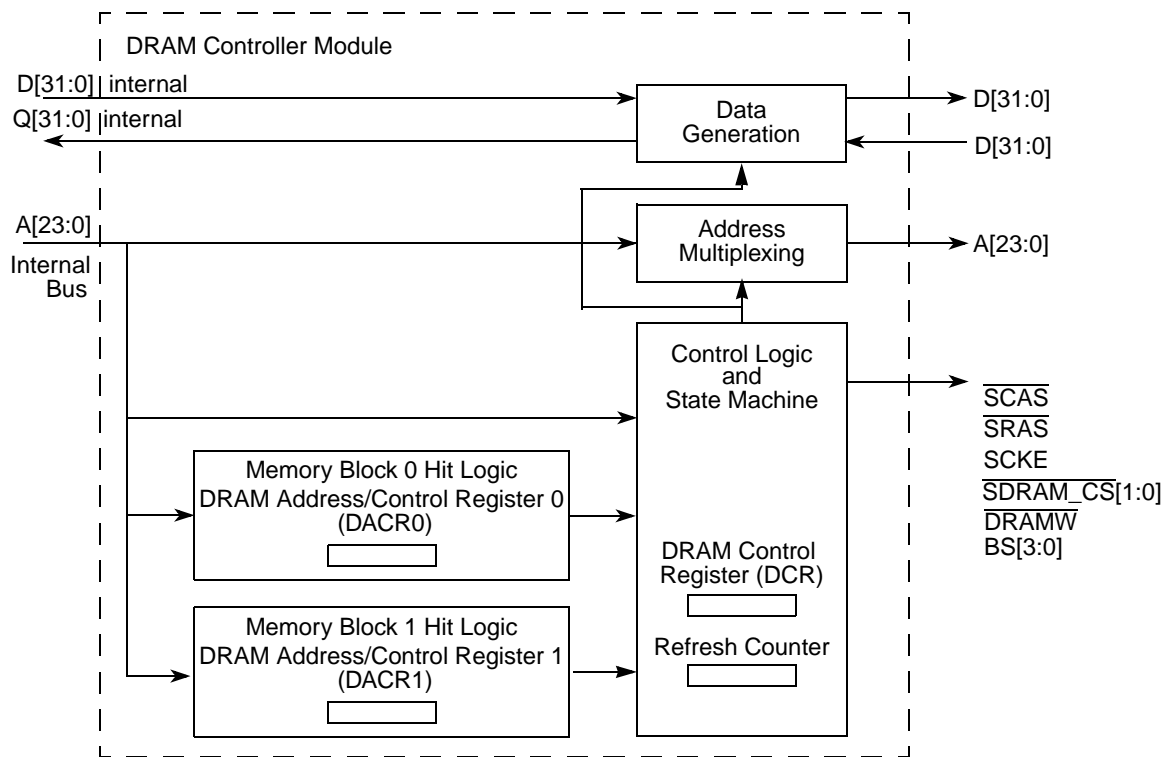 DRAM Controller Module
D[31:0] internal
Q[31:0] internal
Data
Generation
D[31:0]
D[31:0]
A[23:0]
Internal
Bus
Address
Multiplexing
A[23:0]
Control Logic
and
State Machine
SCAS
SRAS
SCKE
SDRAM_CS[1:0]
DRAMW
BS[3:0]
Memory Block 0 Hit Logic
DRAM Address/Control Register 0
(DACR0)
DRAM Control
Register (DCR)
Memory Block 1 Hit Logic
DRAM Address/Control Register 1
(DACR1)
Refresh Counter